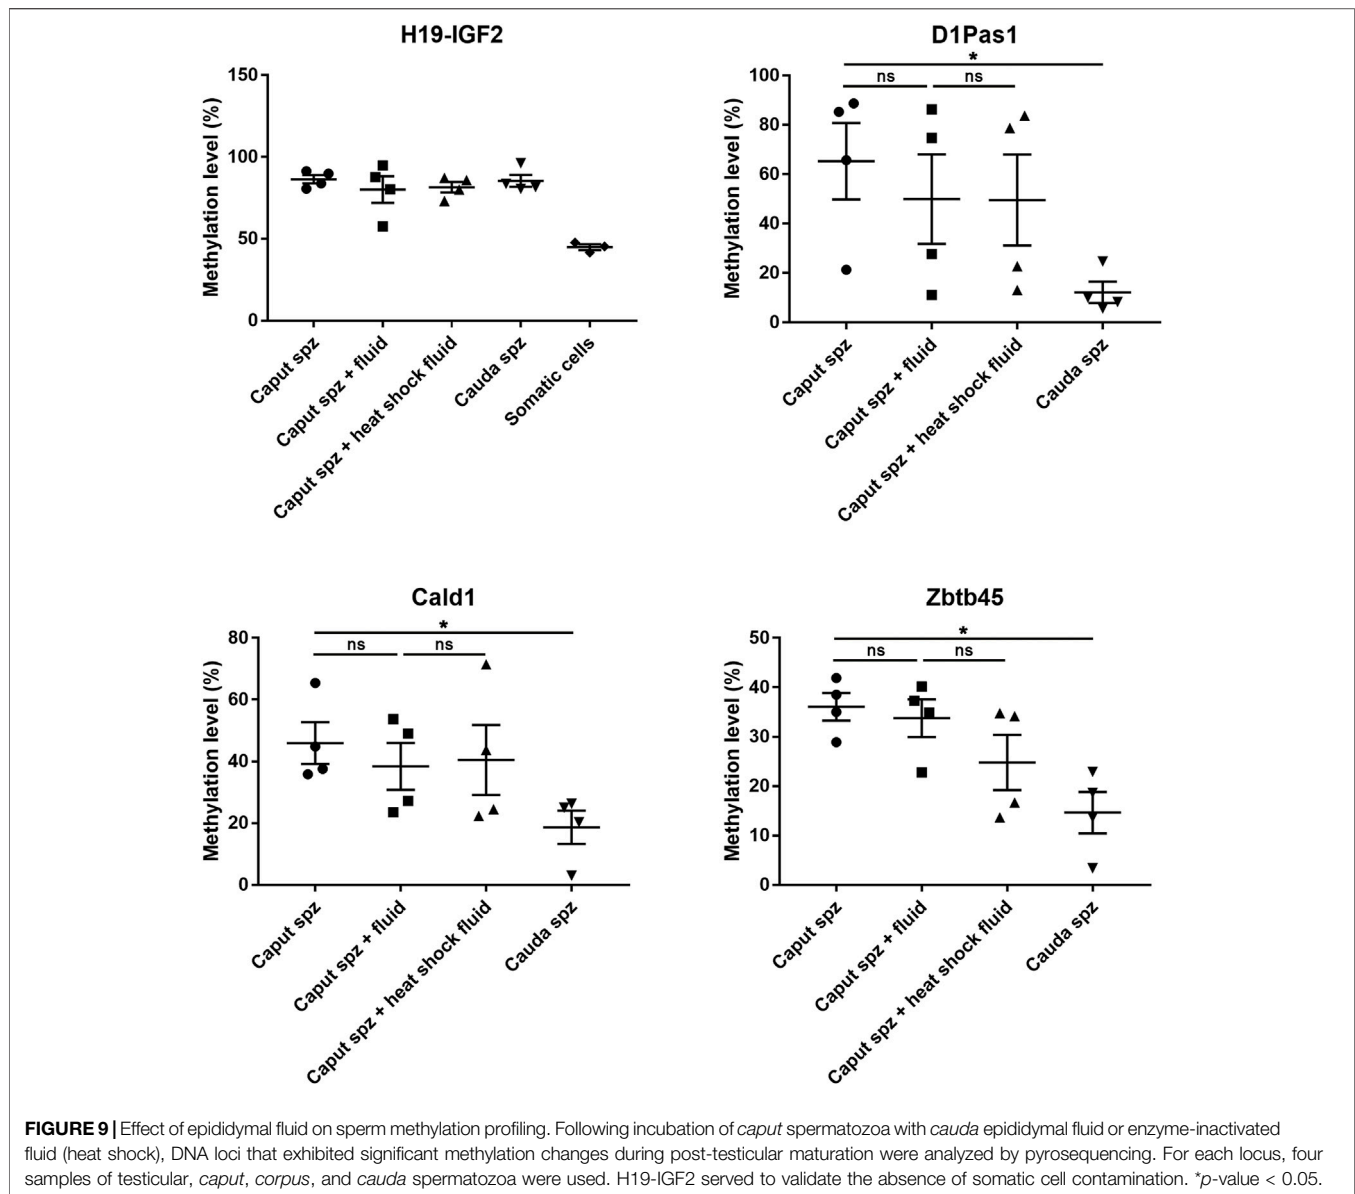 H19-IGF2
Methylation level (%)
150
100
50
0
Caput spz
Caput spz + fluid
Caput spz + heat shock fluid
Cauda spz
Somatic cells
D1Pas1
*
ns
ns
Methylation level (%)
100
80
60
40
20
0
Caput spz
Caput spz + fluid
Caput spz + heat shock fluid
Cauda spz
Cald1
*
ns
ns
Methylation level (%)
80
60
40
20
0
Caput spz
Caput spz + fluid
Caput spz + heat shock fluid
Cauda spz
Zbtb45
*
ns
ns
Methylation level (%)
50
40
30
20
10
0
Caput spz
Caput spz + fluid
Caput spz + heat shock fluid
Cauda spz
FIGURE 9 | Effect of epididymal fluid on sperm methylation profiling. Following incubation of caput spermatozoa with cauda epididymal fluid or enzyme-inactivated
fluid (heat shock), DNA loci that exhibited significant methylation changes during post-testicular maturation were analyzed by pyrosequencing. For each locus, four
samples of testicular, caput, corpus, and cauda spermatozoa were used. H19-IGF2 served to validate the absence of somatic cell contamination. *p-value < 0.05.